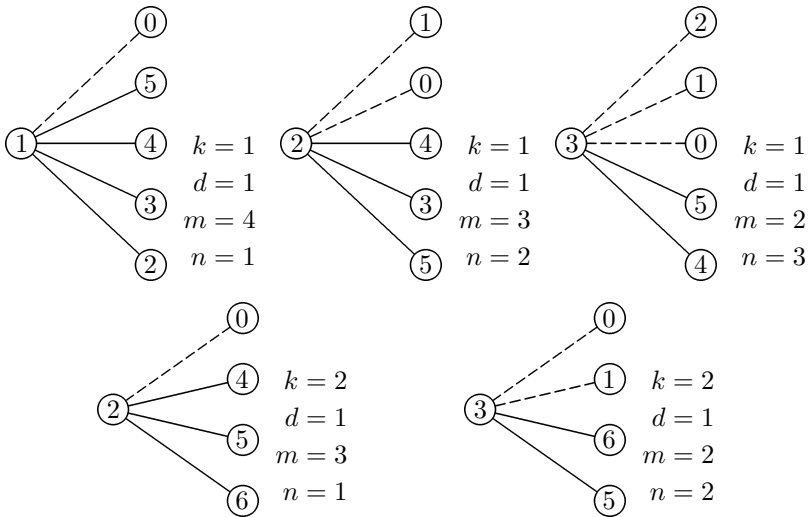 0
5
1
4
3
2
k = 1
d = 1
m = 4
n = 1
1
0
2
4
3
5
k = 1
d = 1
m = 3
n = 2
2
1
3
0
5
4
k = 1
d = 1
m = 2
n = 3
0
4
2
5
6
k = 2
d = 1
m = 3
n = 1
0
1
3
6
5
k = 2
d = 1
m = 2
n = 2